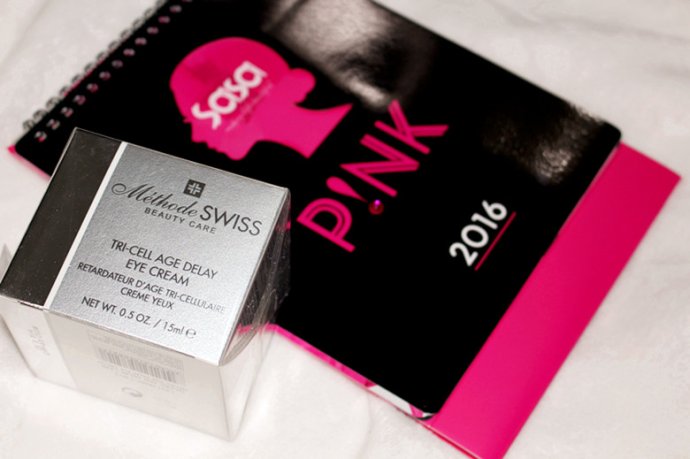 Sasa
P!NK
2016
Méthode SWISS
BEAUTY CARE
TRI-CELL AGE DELAY
EYE CREAM
RETARDATEUR D'AGE TRI-CELLULAIRE
CREME YEUX
NET WT. 0.5 OZ. / 15ml ℮